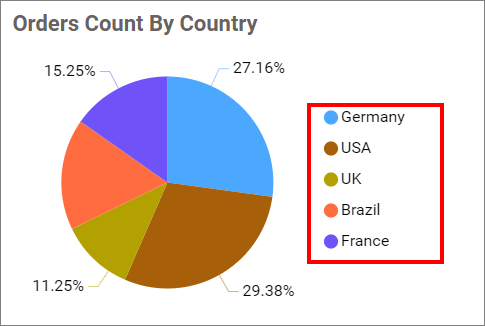 Orders Count By Country
15.25%
27.16%
11.25%
29.38%
Germany
USA
UK
Brazil
France